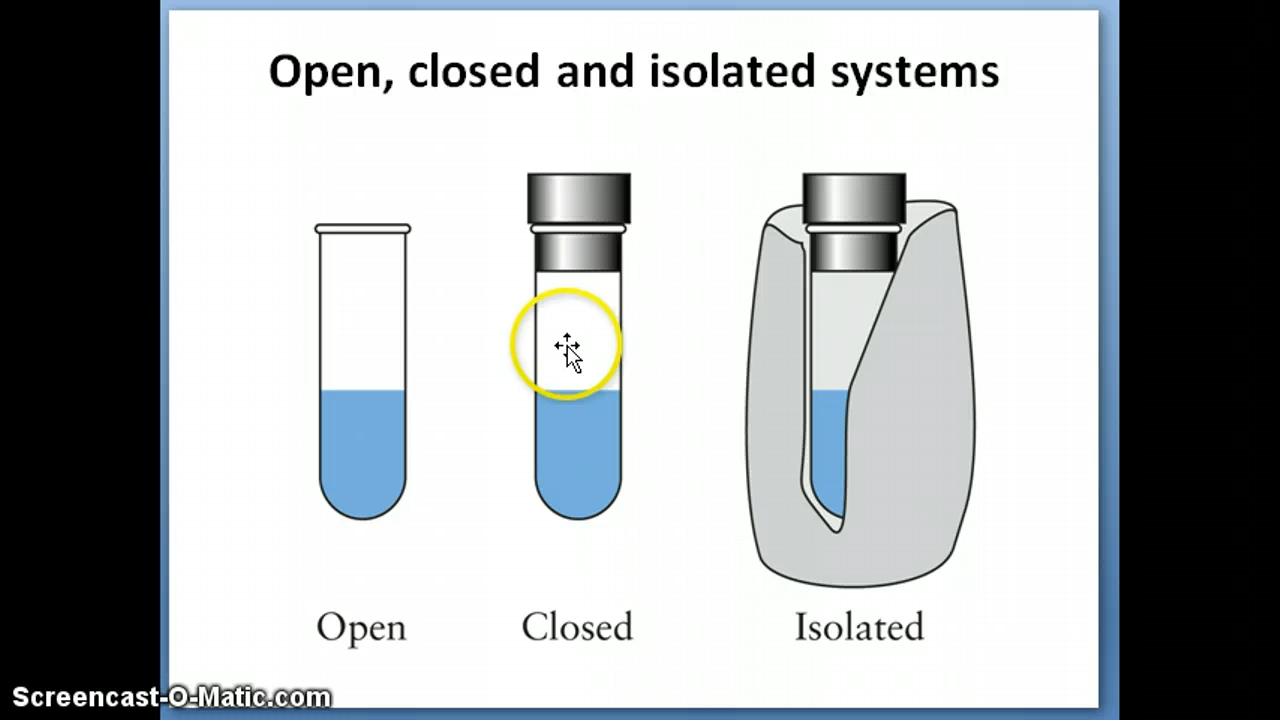 Open, closed and isolated systems
Open
Closed
Isolated
Screencast-O-Matic.com